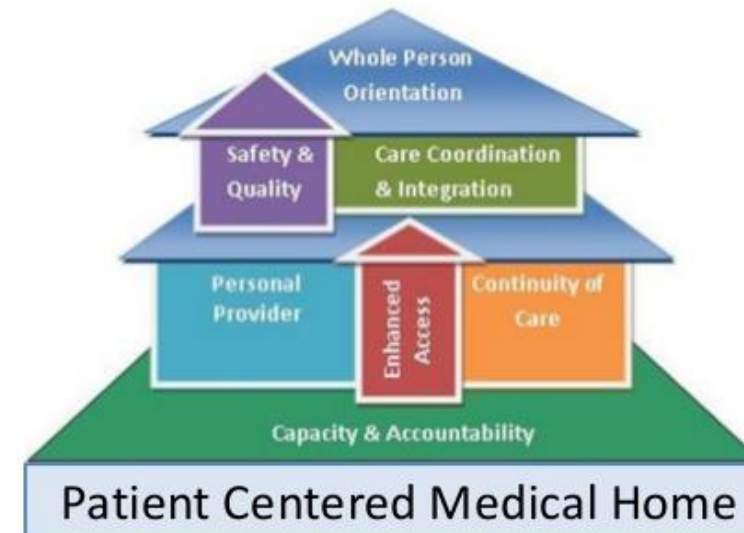 Whole Person
Orientation
Safety &
Quality
Care Coordination
& Integration
Personal
Provider
Enhanced
Access
Continuity of
Care
Capacity & Accountability
Patient Centered Medical Home